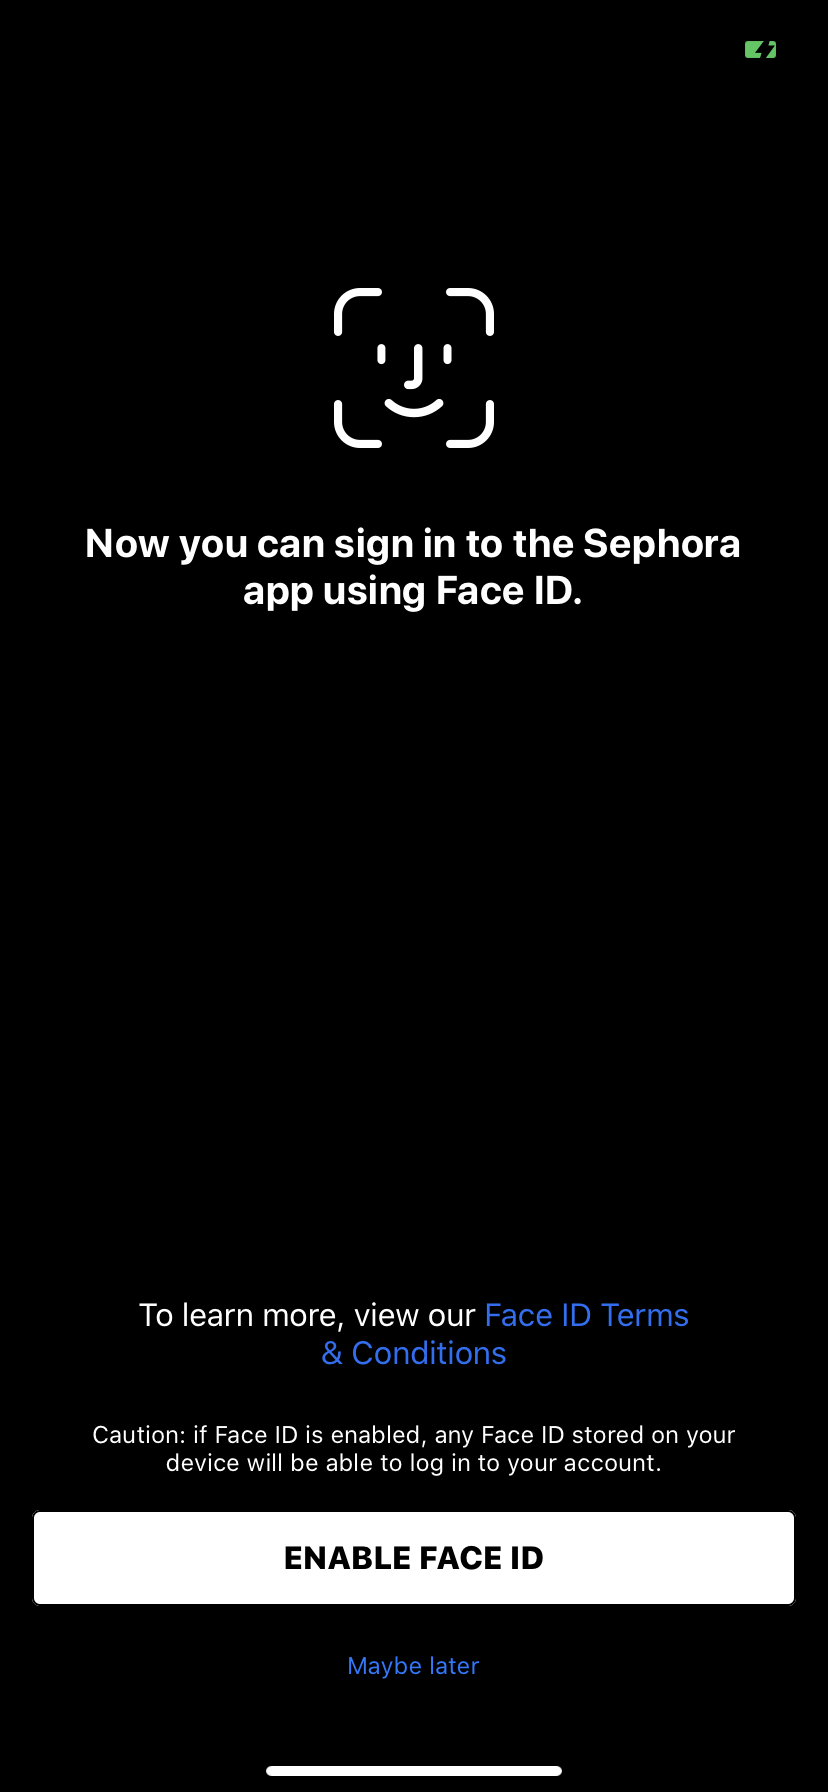 Now you can sign in to the Sephora
app using Face ID.
To learn more, view our Face ID Terms
& Conditions
Caution: if Face ID is enabled, any Face ID stored on your
device will be able to log in to your account.
ENABLE FACE ID
Maybe later